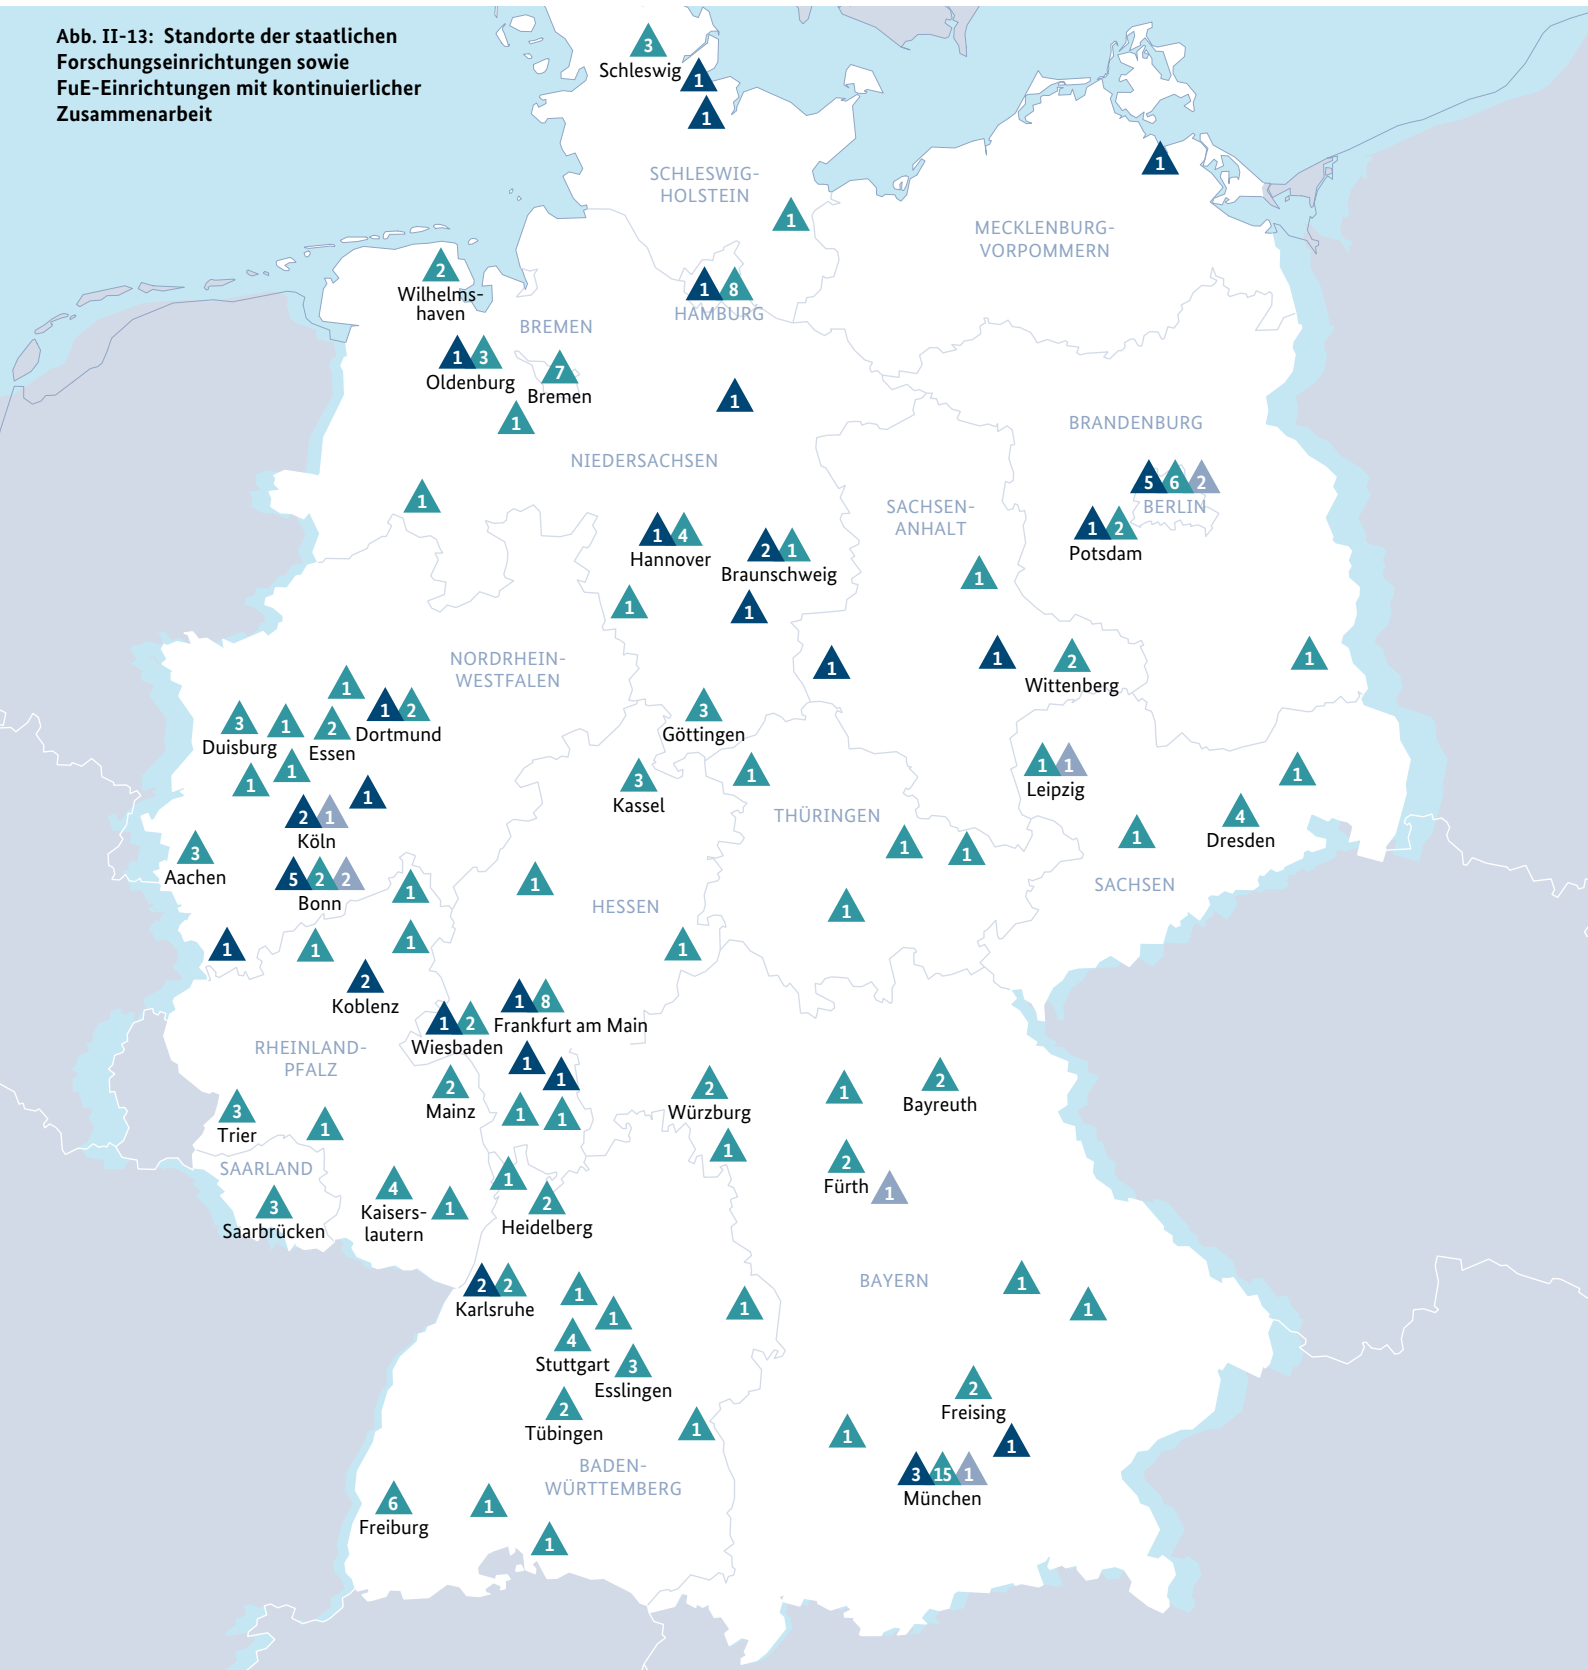 Abb. II-13: Standorte der staatlichen
Forschungseinrichtungen sowie
FuE-Einrichtungen mit kontinuierlicher
Zusammenarbeit
3
Schleswig
1
1
SCHLESWIG-
HOLSTEIN
1
1
MECKLENBURG-
VORPOMMERN
2
Wilhelms-
haven
1 8
HAMBURG
BREMEN
1 3
Oldenburg
7
Bremen
1
1
BRANDENBURG
NIEDERSACHSEN
1
5 6 2
BERLIN
SACHSEN-
ANHALT
1 2
Potsdam
1 4
Hannover
2 1
Braunschweig
1
1
1
NORDRHEIN-
WESTFALEN
1
1
2
Wittenberg
1
1
3
Duisburg
1
2
Essen
1 2
Dortmund
3
Göttingen
1
1
3
Kassel
1
1 1
Leipzig
1
1
2 1
Köln
THÜRINGEN
4
Dresden
1
3
Aachen
1
1
5 2 2
Bonn
1
1
HESSEN
SACHSEN
1
1
1
1
1
2
Koblenz
1 8
Frankfurt am Main
1 2
Wiesbaden
RHEINLAND-
PFALZ
1
1
2
Mainz
2
Würzburg
1
2
Bayreuth
3
Trier
1
1
1
1
SAARLAND
3
Saarbrücken
4
Kaisers-
lautern
1
1
2
Heidelberg
2
Fürth
1
BAYERN
2 2
Karlsruhe
1
1
1
1
1
4
Stuttgart
3
Esslingen
2
Tübingen
1
2
Freising
1
1
3 15 1
München
BADEN-
WÜRTTEMBERG
6
Freiburg
1
1